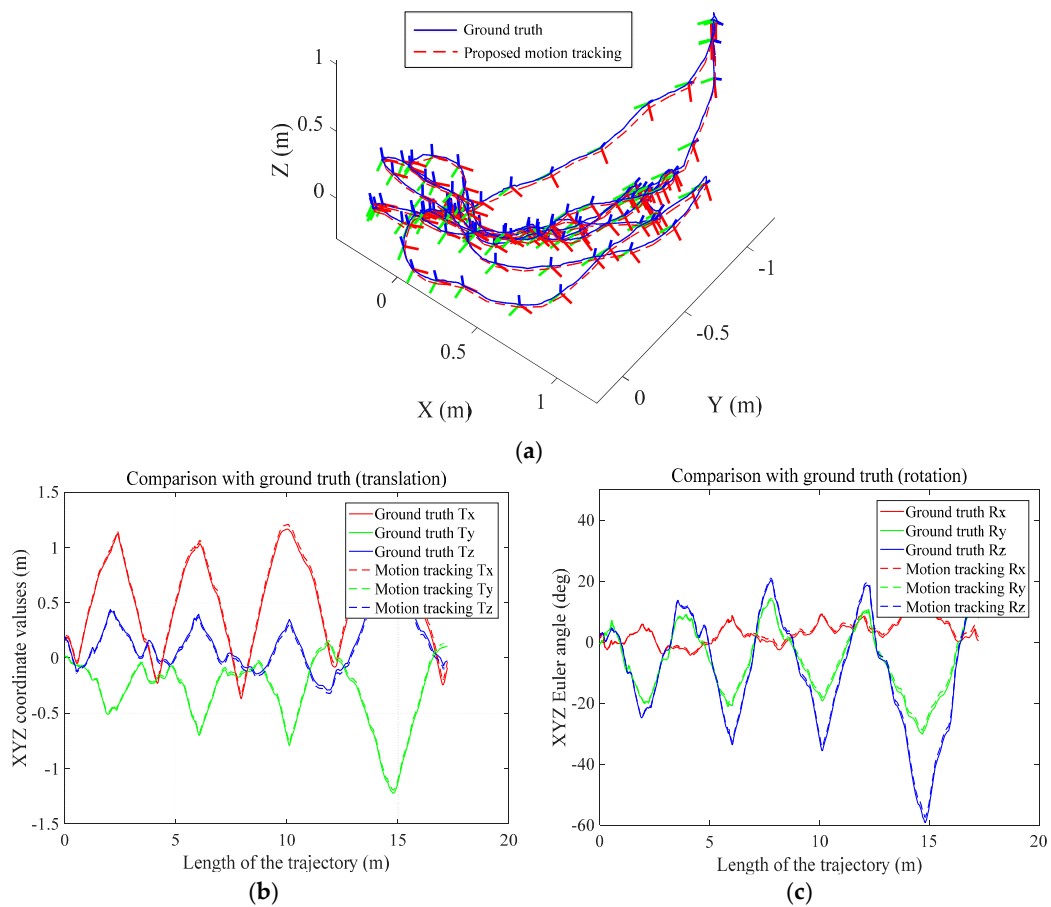 Ground truth
Proposed motion tracking
1
0.5
0
Z (m)
0
0.5
1
X (m)
0
-0.5
-1
Y (m)
(a)
Comparison with ground truth (translation)
1.5
1
0.5
0
-0.5
-1
-1.5
XYZ coordinate valuses (m)
Ground truth Tx
Ground truth Ty
Ground truth Tz
Motion tracking Tx
Motion tracking Ty
Motion tracking Tz
0 5 10 15 20
Length of the trajectory (m)
(b)
Comparison with ground truth (rotation)
40
20
0
-20
-40
-60
XYZ Euler angle (deg)
Ground truth Rx
Ground truth Ry
Ground truth Rz
Motion tracking Rx
Motion tracking Ry
Motion tracking Rz
0 5 10 15 20
Length of the trajectory (m)
(c)